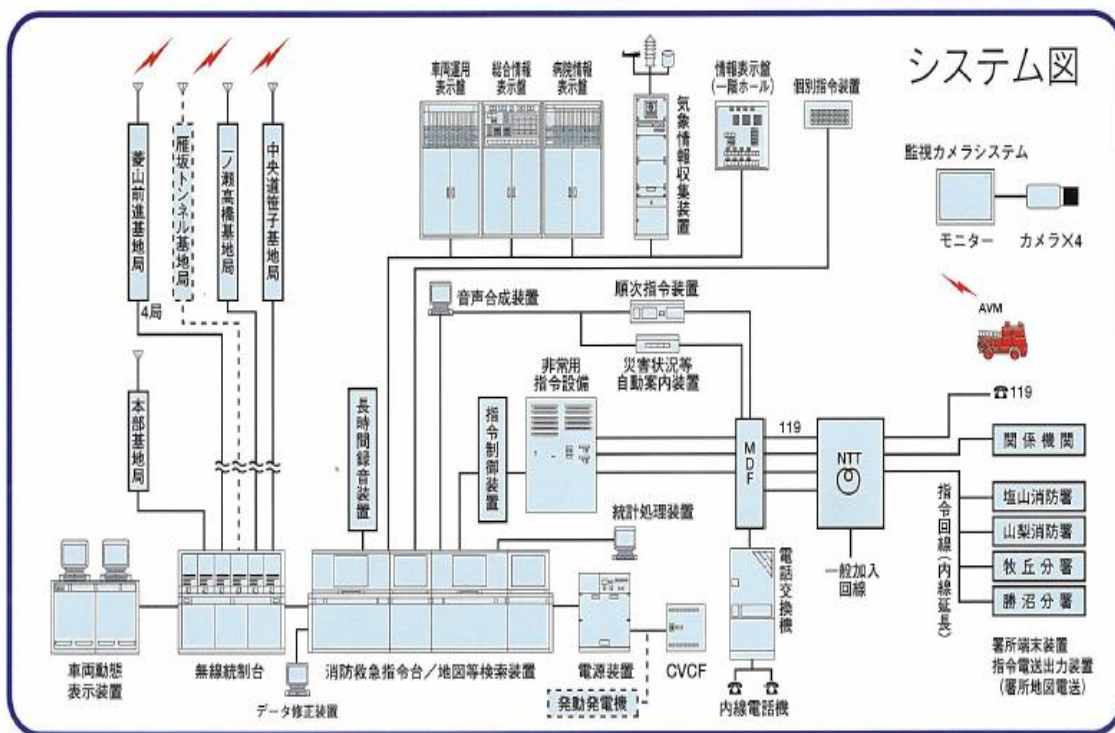 システム図
車両運用
表示盤
総合情報
表示盤
病院情報
表示盤
気象情報収集装置
情報表示盤
(一階ホール)
個別指令装置
監視カメラシステム
モニター
カメラ×4
AVM
菱山前進基地局
雁坂トンネル基地局
一ノ瀬高橋基地局
中央道笹子基地局
4局
本部基地局
音声合成装置
順次指令装置
災害状況等
自動案内装置
非常用
指令設備
長時間録音装置
指令制御装置
MDF
119
NTT
☎119
関係機関
塩山消防署
山梨消防署
牧丘分署
勝沼分署
指令回線(内線延長)
一般加入
回線
統計処理装置
電話交換機
署所端末装置
指令電送出力装置
(署所地図電送)
車両動態
表示装置
無線統制台
消防救急指令台/地図等検索装置
電源装置
CVCF
データ修正装置
発動発電機
内線電話機